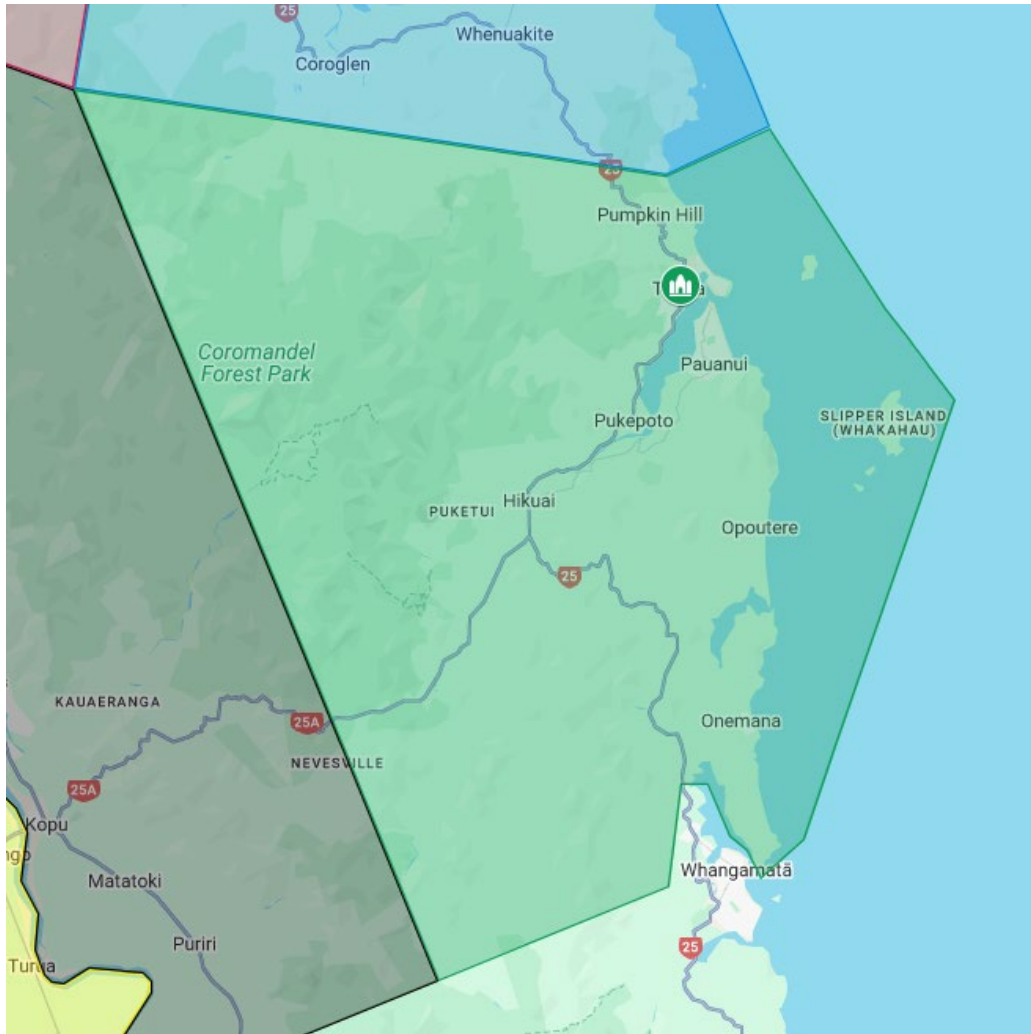 25
Whenuakite
Coroglen
25
Pumpkin Hill
Coromandel
Forest Park
Pauanui
SLIPPER ISLAND
(WHAKAHAU)
Pukepoto
Hikuai
PUKETUI
Opoutere
25
KAUAERANGA
25A
Onemana
NEVESVILLE
25A
Kopu
Whangamatā
Matatoki
Puriri
25
Turua